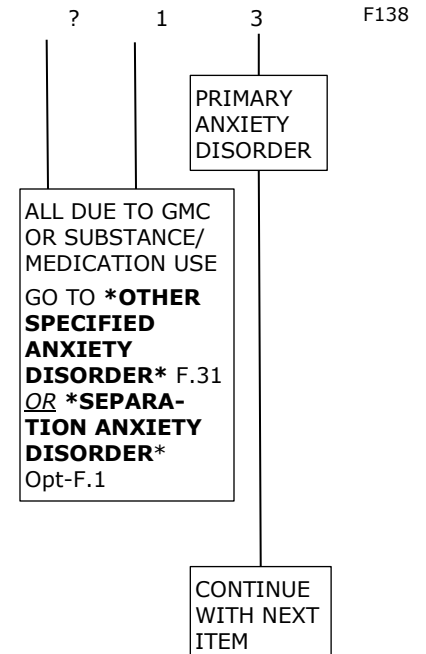 ? 1 3 F138
PRIMARY
ANXIETY
DISORDER
ALL DUE TO GMC
OR SUBSTANCE/
MEDICATION USE
GO TO *OTHER
SPECIFIED
ANXIETY
DISORDER* F.31
OR *SEPARA-
TION ANXIETY
DISORDER*
Opt-F.1
CONTINUE
WITH NEXT
ITEM